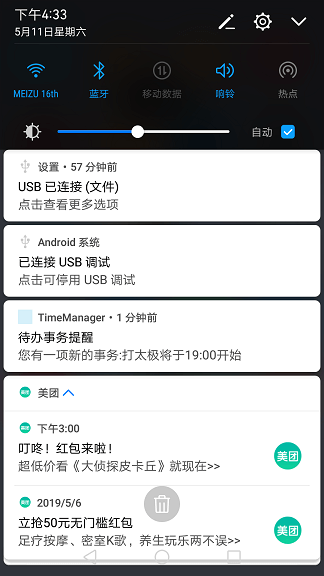 下午4:33
5月11日星期六
MEIZU 16th
蓝牙
移动数据
响铃
热点
自动
设置 • 57 分钟前
USB 已连接 (文件)
点击查看更多选项
Android 系统
已连接 USB 调试
点击可停用 USB 调试
TimeManager • 1 分钟前
待办事务提醒
您有一项新的事务:打太极将于19:00开始
美团 美团
美团 下午3:00
叮咚！红包来啦！
超低价看《大侦探皮卡丘》就现在>>
美团
美团 2019/5/6
立抢50元无门槛红包
足疗按摩、密室K歌，养生玩乐两不误>>
美团